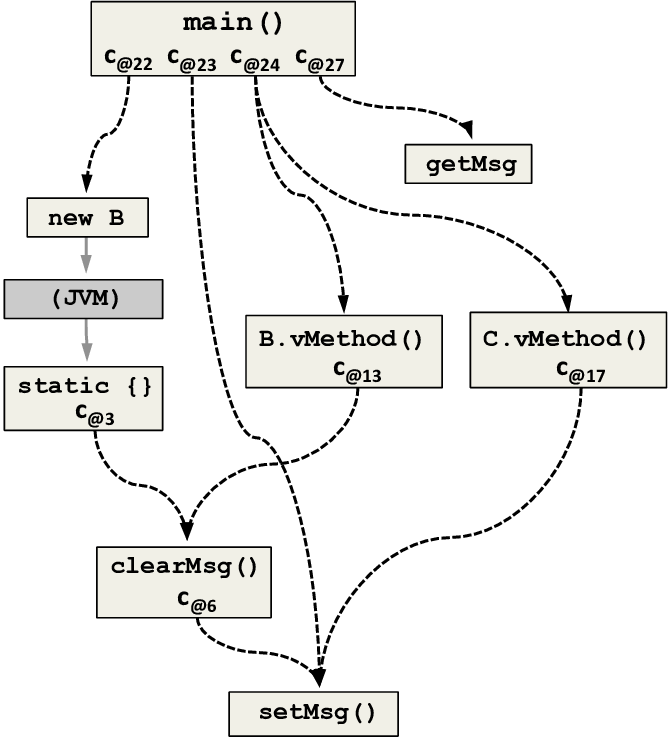 main()
c@22 c@23 c@24 c@27
getMsg
new B
(JVM)
B.vMethod()
c@13
C.vMethod()
c@17
static {}
c@3
clearMsg()
c@6
setMsg()